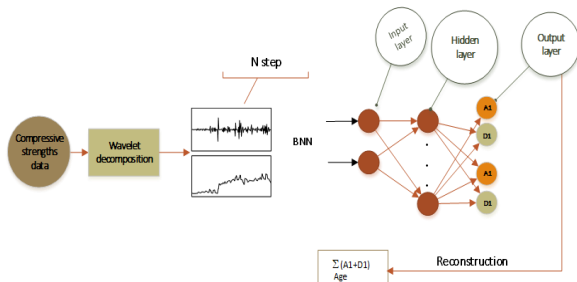 N step
Input
layer
Hidden
layer
Output
layer
Compressive
strengths
data
Wavelet
decomposition
BNN
A1
D1
A1
D1
Reconstruction
∑(A1+D1)
Age